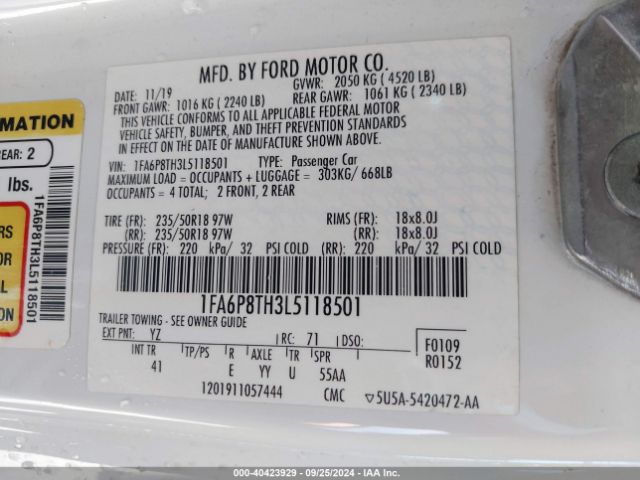 MFD. BY FORD MOTOR CO.
DATE: 11/19 GVWR: 2050 KG ( 4520 LB)
FRONT GAWR: 1016 KG ( 2240 LB) REAR GAWR: 1061 KG ( 2340 LB)
THIS VEHICLE CONFORMS TO ALL APPLICABLE FEDERAL MOTOR
VEHICLE SAFETY, BUMPER, AND THEFT PREVENTION STANDARDS
IN EFFECT ON THE DATE OF MANUFACTURE SHOWN ABOVE.
VIN: 1FA6P8TH3L5118501 TYPE: Passenger Car
MAXIMUM LOAD = OCCUPANTS + LUGGAGE = 303KG/ 668LB
OCCUPANTS = 4 TOTAL; 2 FRONT, 2 REAR
TIRE (FR): 235/50R18 97W RIMS (FR): 18x8.0J
(RR): 235/50R18 97W (RR): 18x8.0J
PRESSURE (FR): 220 kPa/ 32 PSI COLD (RR): 220 kPa/ 32 PSI COLD
1FA6P8TH3L5118501
TRAILER TOWING - SEE OWNER GUIDE
EXT PNT: YZ RC: 71 DSO: F0109
INT TR TP/PS R AXLE TR SPR R0152
41 E YY U 55AA
1201911057444 CMC ▽5U5A-5420472-AA
RMATION
REAR: 2
lbs.
RS
OR
L
ON
1FA6P8TH3L5118501
000-40423929 - 09/25/2024 - IAA Inc.